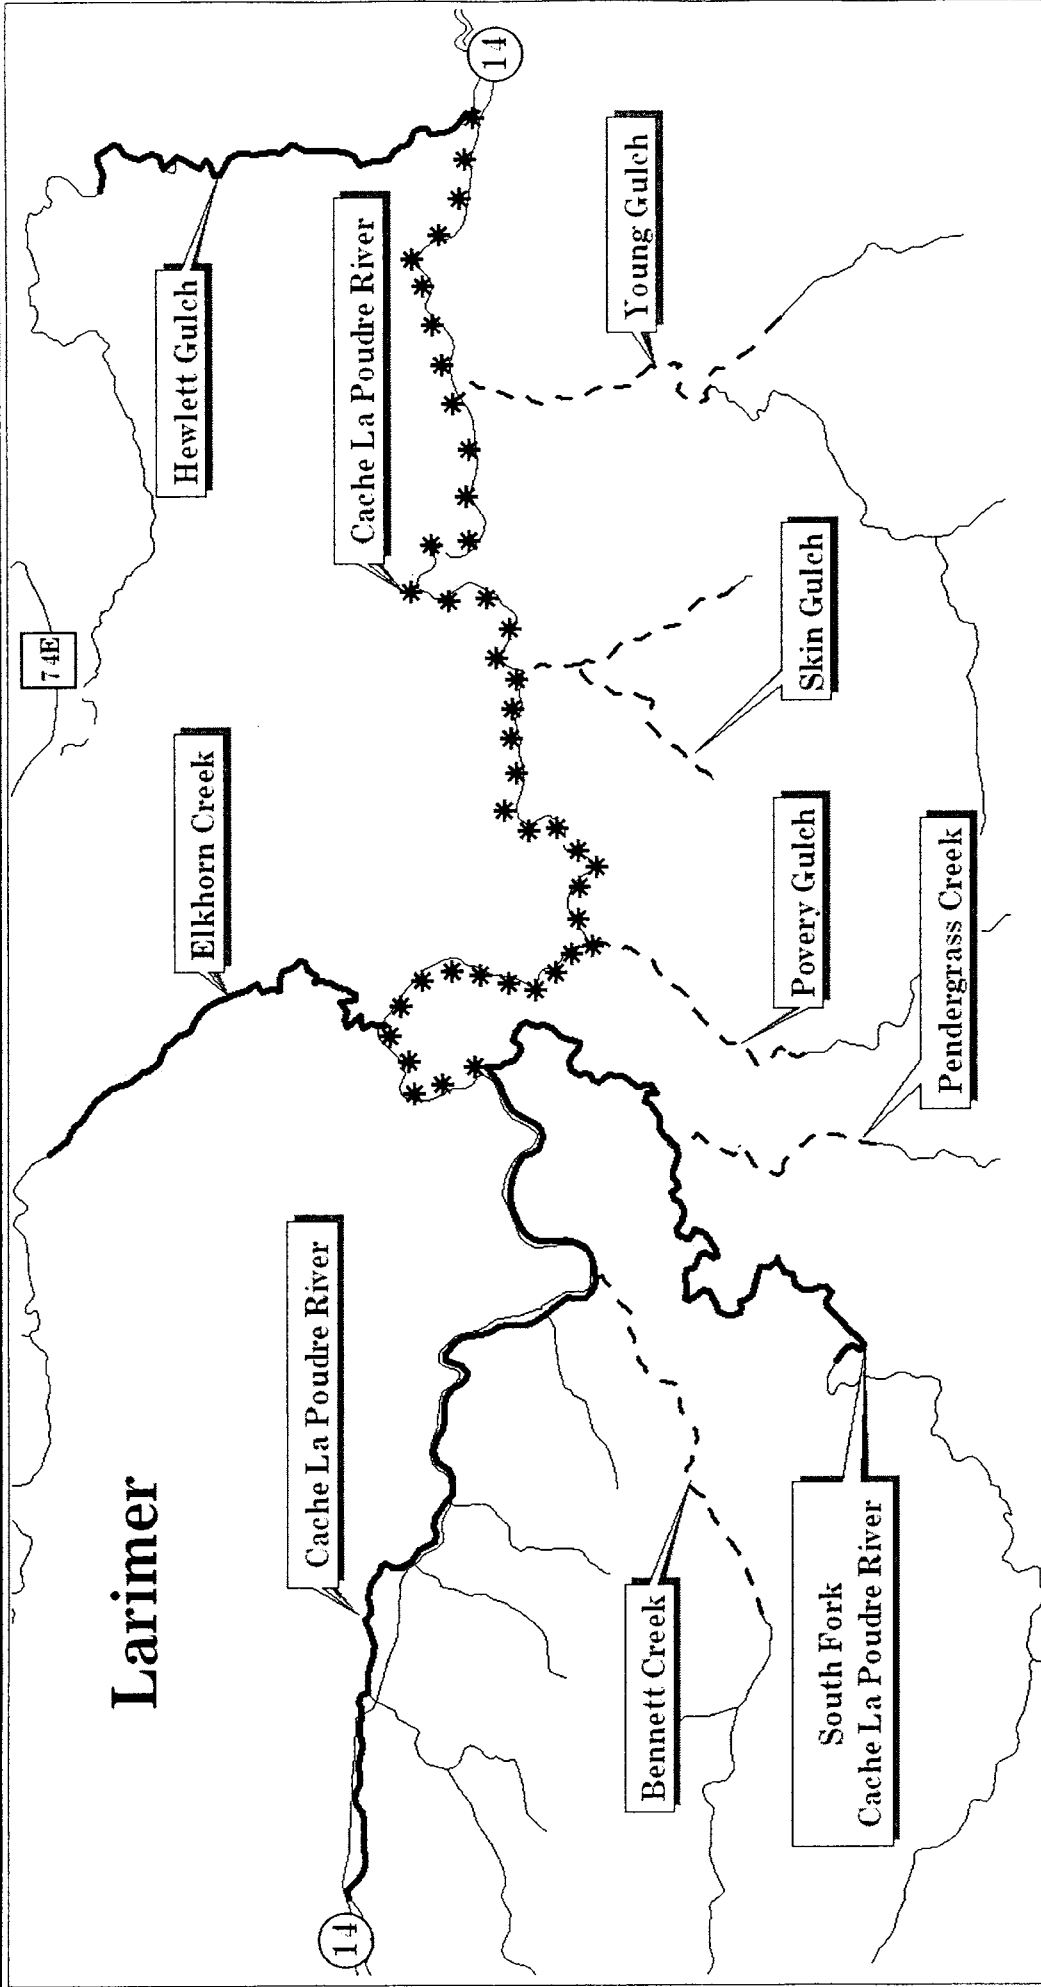 Larimer
14
Cache La Poudre River
Elkhorn Creek
74E
Hewlett Gulch
Cache La Poudre River
14
Bennett Creek
South Fork
Cache La Poudre River
Pendergrass Creek
Povery Gulch
Skin Gulch
Young Gulch